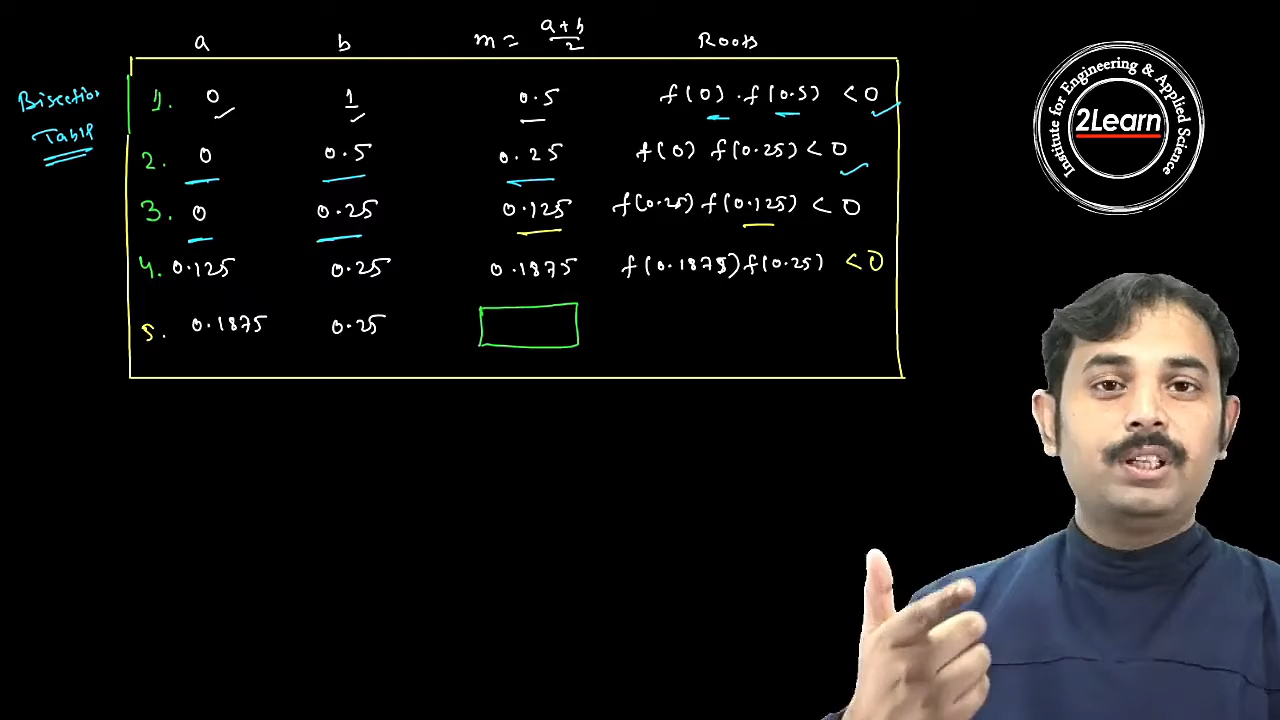 a b m = a+b/2 Roots
Bisection Table
1. 0 1 0.5 f(0) . f(0.5) < 0
2. 0 0.5 0.25 f(0) f(0.25) < 0
3. 0 0.25 0.125 f(0.25) f(0.125) < 0
4. 0.125 0.25 0.1875 f(0.1875) f(0.25) < 0
5. 0.1875 0.25
Institute for Engineering & Applied Science
2Learn